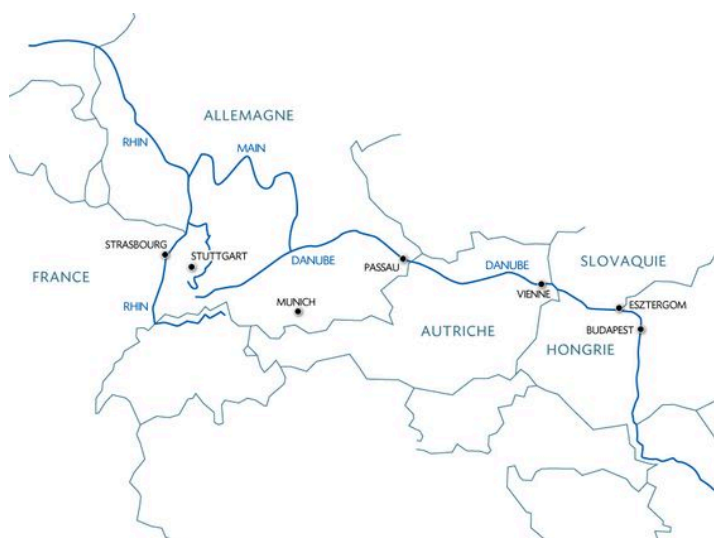 ALLEMAGNE
RHIN
MAIN
STRASBOURG
STUTTGART
DANUBE
PASSAU
DANUBE
SLOVAQUIE
FRANCE
VIENNE
RHIN
MUNICH
ESZTERGOM
AUTRICHE
BUDAPEST
HONGRIE